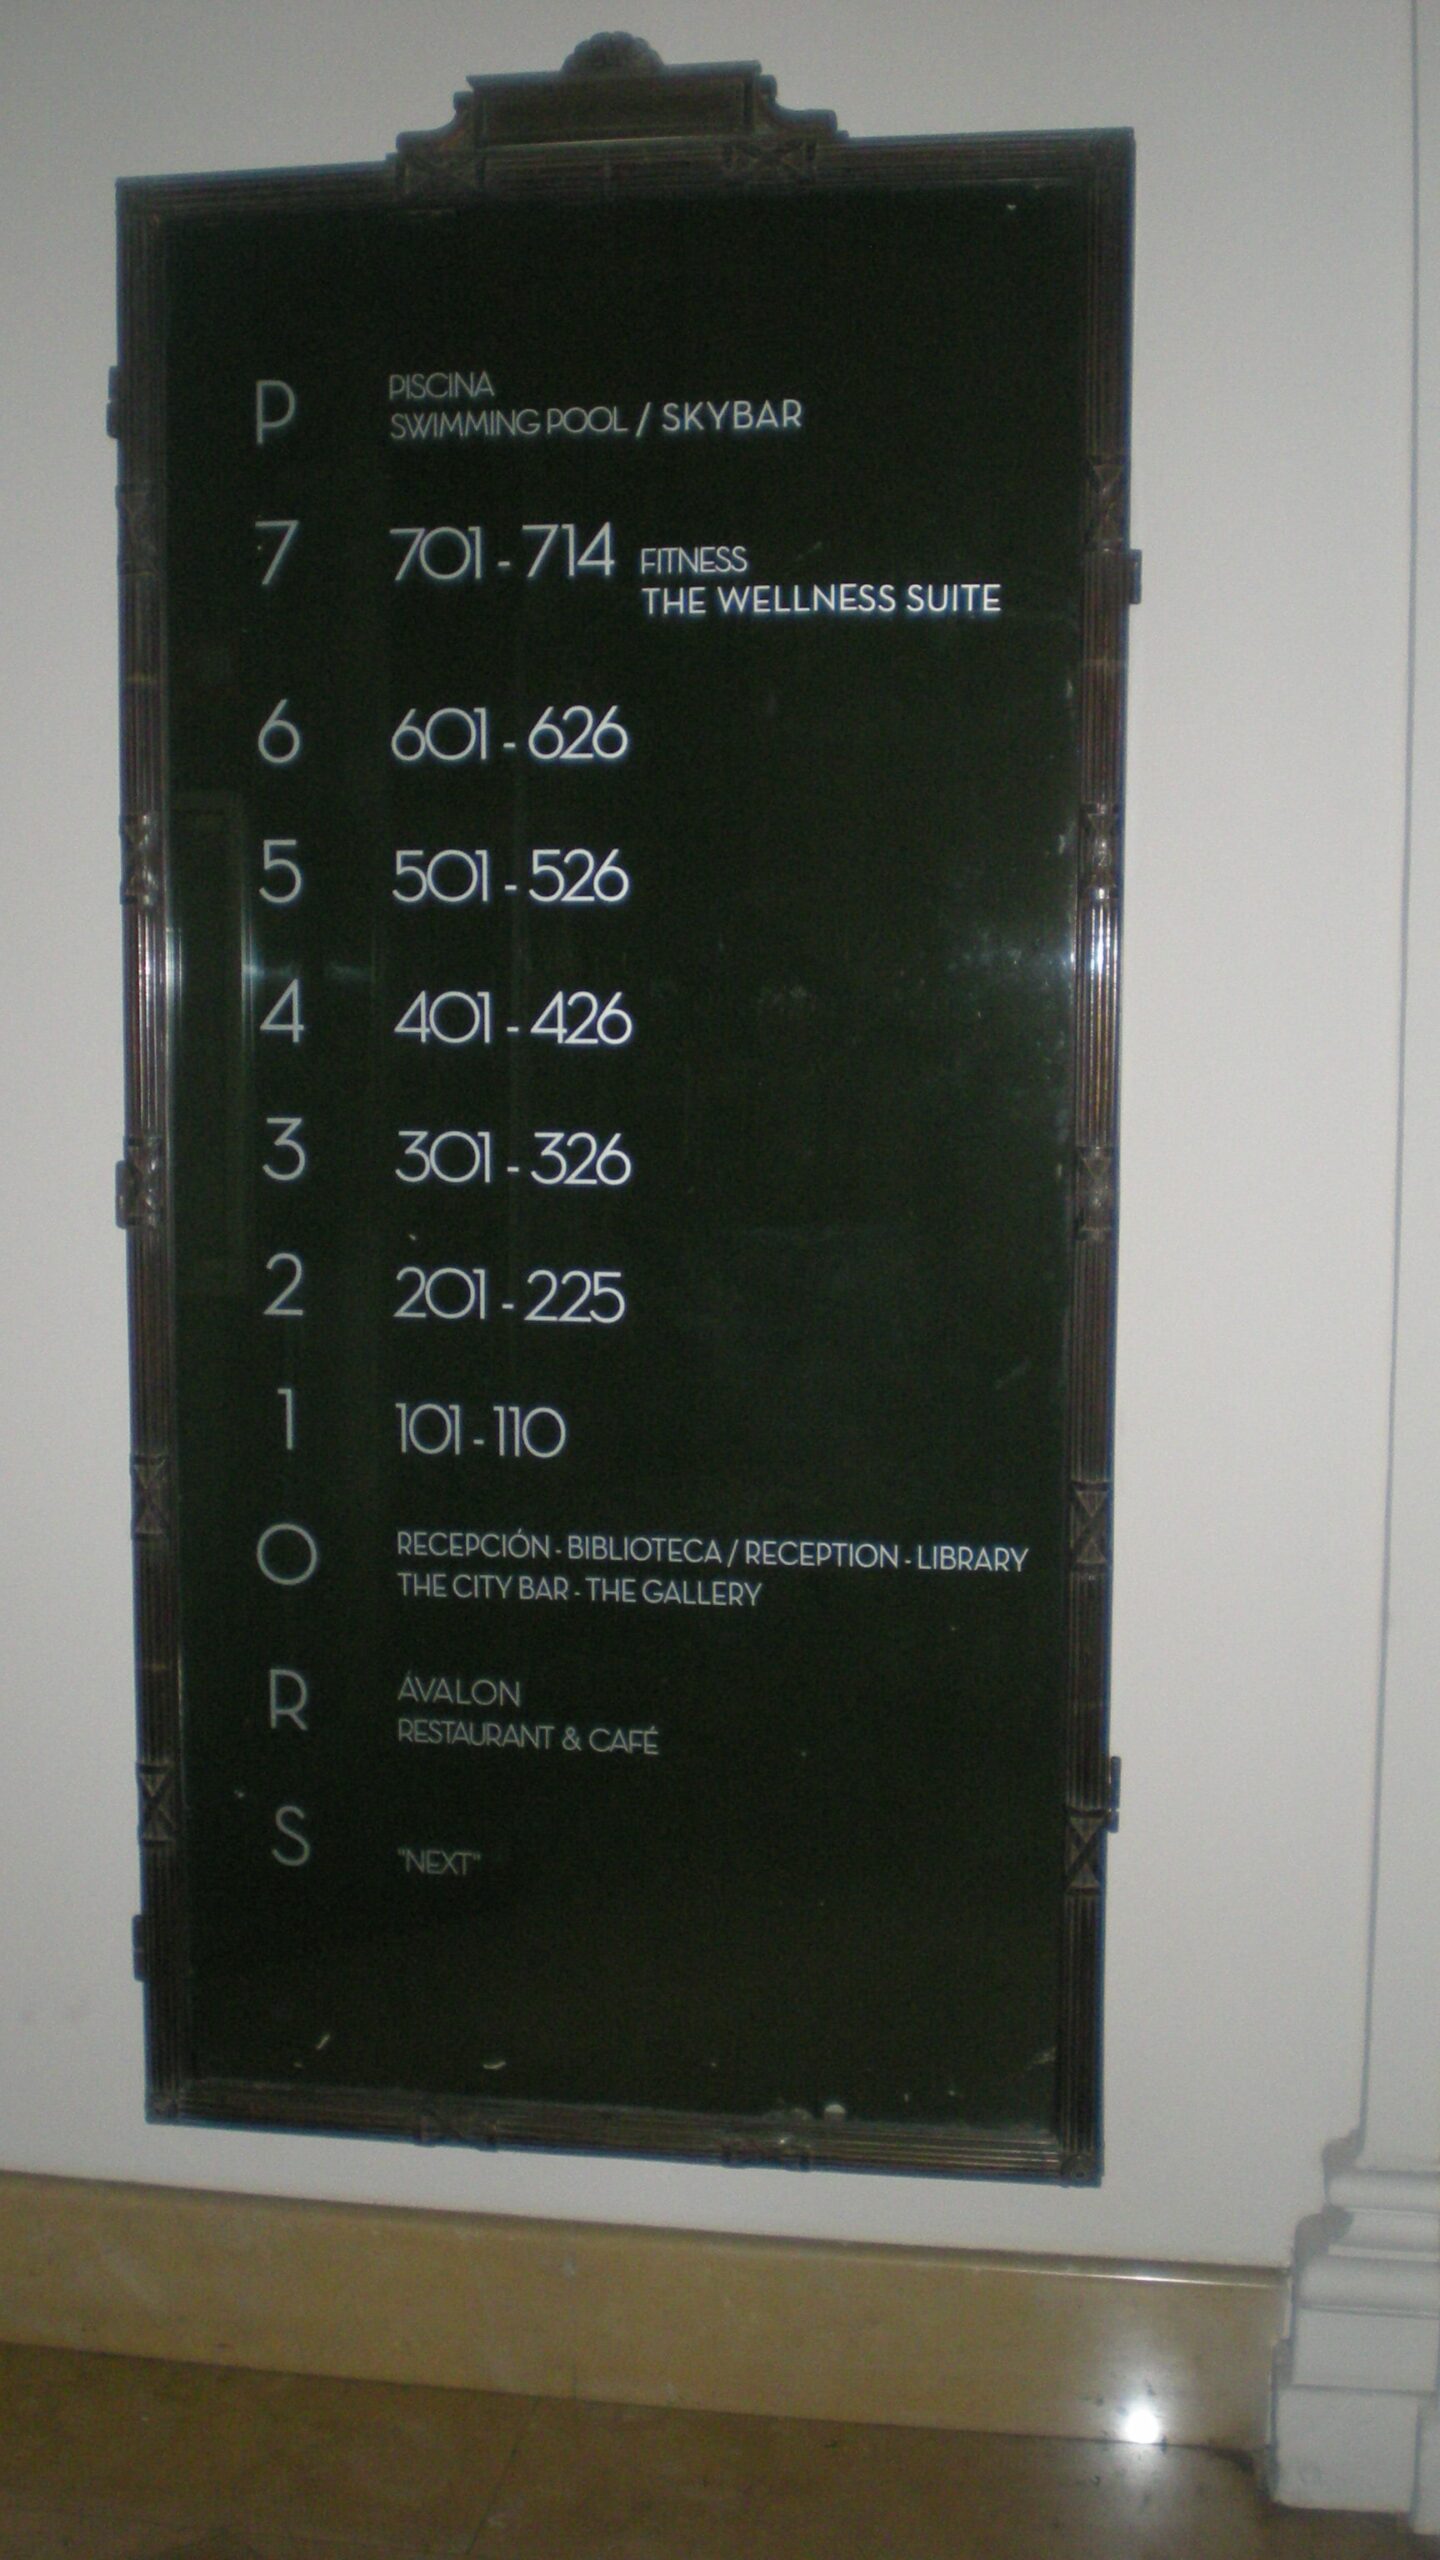 P PISCINA
SWIMMING POOL / SKYBAR
7 701 - 714 FITNESS
THE WELLNESS SUITE
6 601 - 626
5 501 - 526
4 401 - 426
3 301 - 326
2 201 - 225
1 101 - 110
0 RECEPCIÓN - BIBLIOTECA / RECEPTION - LIBRARY
THE CITY BAR - THE GALLERY
R ÁVALON
RESTAURANT & CAFÉ
S "NEXT"